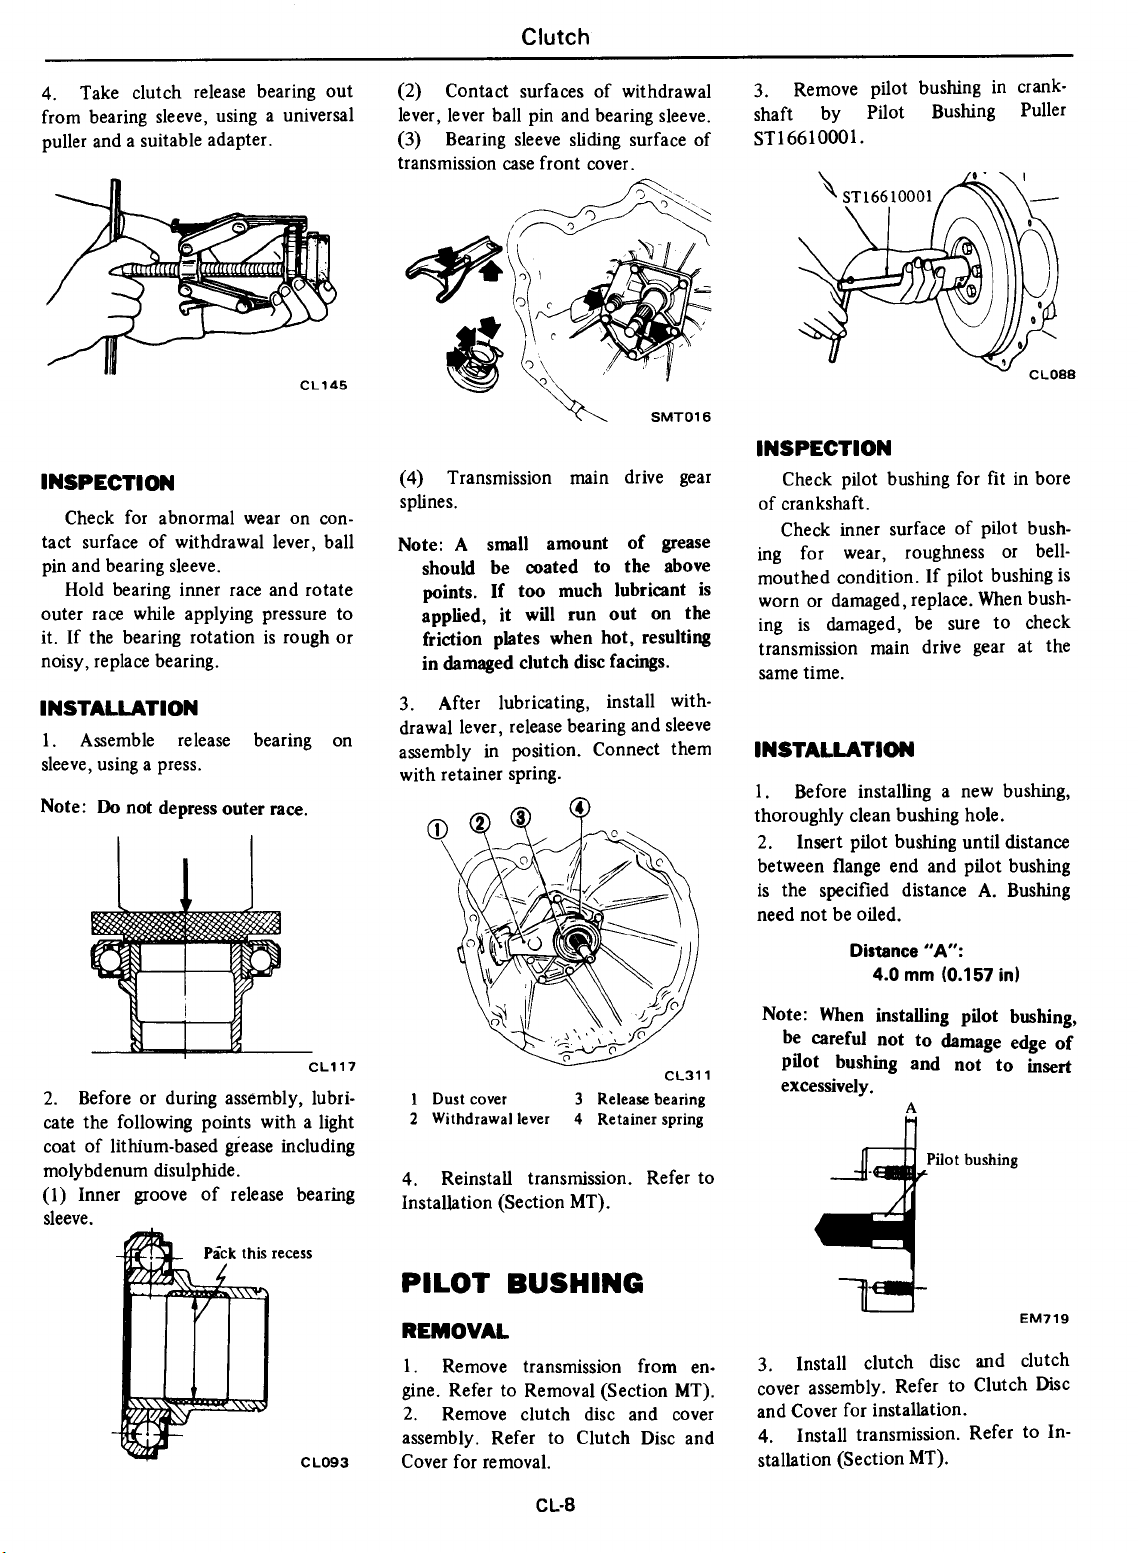 Clutch
4. Take clutch release bearing out
from bearing sleeve, using a universal
puller and a suitable adapter.
CL145
INSPECTION
Check for abnormal wear on con-
tact surface of withdrawal lever, ball
pin and bearing sleeve.
Hold bearing inner race and rotate
outer race while applying pressure to
it. If the bearing rotation is rough or
noisy, replace bearing.
INSTALLATION
1. Assemble release bearing on
sleeve, using a press.
Note: Do not depress outer race.
CL117
2. Before or during assembly, lubri-
cate the following points with a light
coat of lithium-based grease including
molybdenum disulphide.
(1) Inner groove of release bearing
sleeve.
Pack this recess
CL093
(2) Contact surfaces of withdrawal
lever, lever ball pin and bearing sleeve.
(3) Bearing sleeve sliding surface of
transmission case front cover.
SMT016
(4) Transmission main drive gear
splines.
Note: A small amount of grease
should be coated to the above
points. If too much lubricant is
applied, it will run out on the
friction plates when hot, resulting
in damaged clutch disc facings.
3. After lubricating, install with-
drawal lever, release bearing and sleeve
assembly in position. Connect them
with retainer spring.
1 2 3 4
CL311
1 Dust cover 3 Release bearing
2 Withdrawal lever 4 Retainer spring
4. Reinstall transmission. Refer to
Installation (Section MT).
PILOT BUSHING
REMOVAL
1. Remove transmission from en-
gine. Refer to Removal (Section MT).
2. Remove clutch disc and cover
assembly. Refer to Clutch Disc and
Cover for removal.
3. Remove pilot bushing in crank-
shaft by Pilot Bushing Puller
ST16610001.
ST16610001
CL088
INSPECTION
Check pilot bushing for fit in bore
of crankshaft.
Check inner surface of pilot bush-
ing for wear, roughness or bell-
mouthed condition. If pilot bushing is
worn or damaged, replace. When bush-
ing is damaged, be sure to check
transmission main drive gear at the
same time.
INSTALLATION
1. Before installing a new bushing,
thoroughly clean bushing hole.
2. Insert pilot bushing until distance
between flange end and pilot bushing
is the specified distance A. Bushing
need not be oiled.
Distance "A":
4.0 mm (0.157 in)
Note: When installing pilot bushing,
be careful not to damage edge of
pilot bushing and not to insert
excessively.
A
Pilot bushing
EM719
3. Install clutch disc and clutch
cover assembly. Refer to Clutch Disc
and Cover for installation.
4. Install transmission. Refer to In-
stallation (Section MT).
CL-8